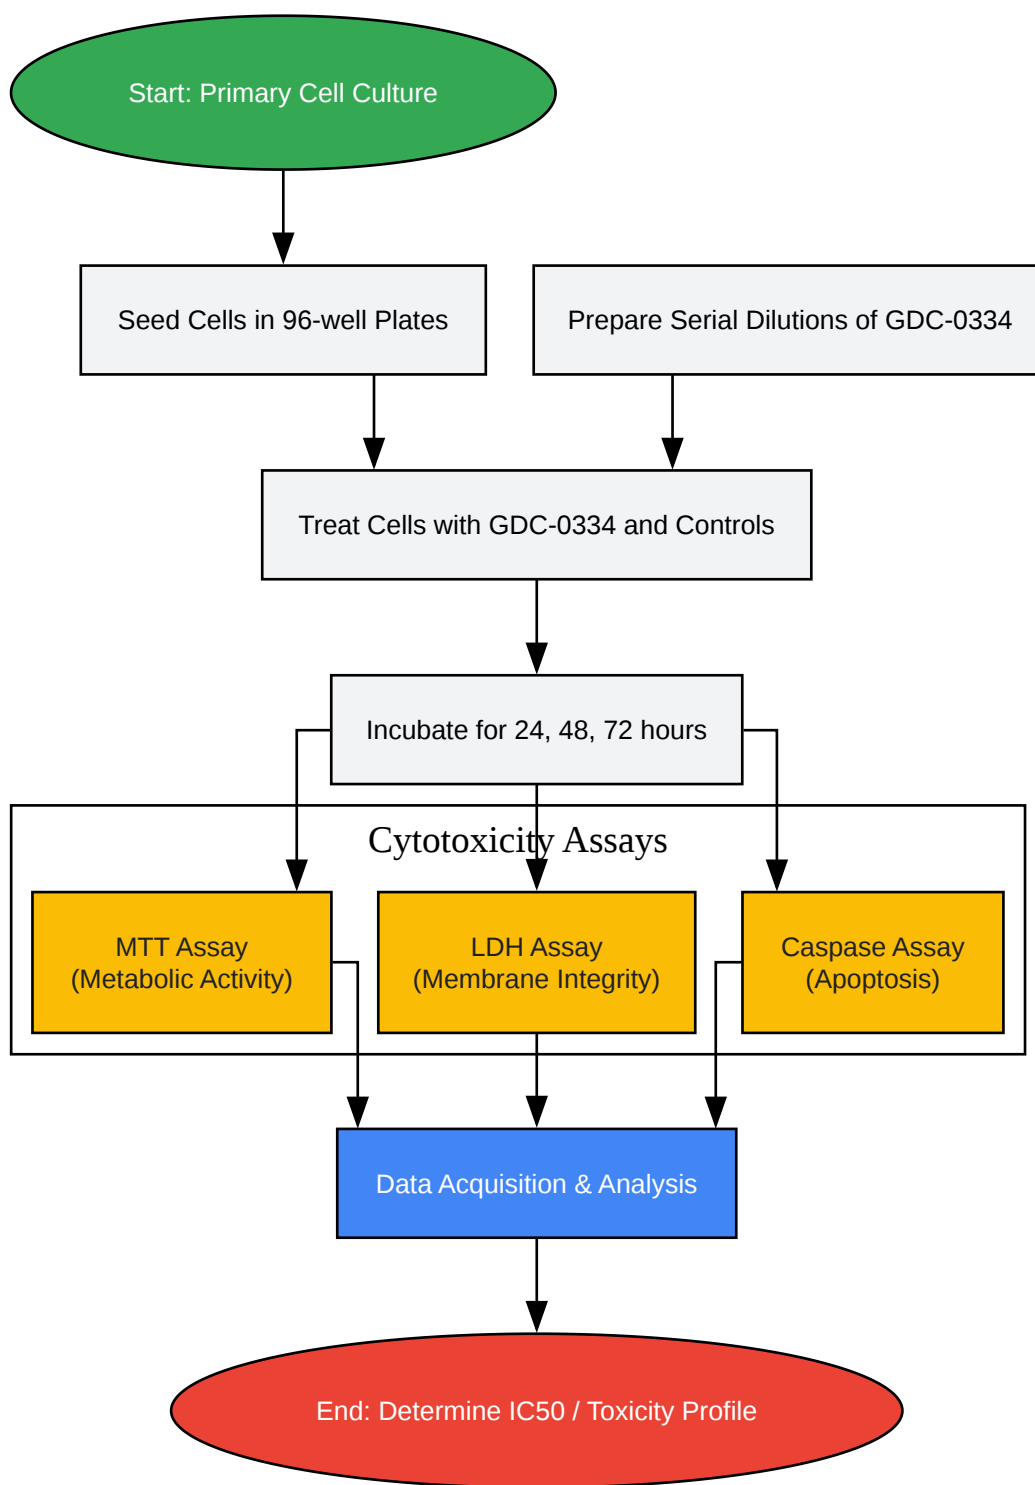 Start: Primary Cell Culture
Seed Cells in 96-well Plates
Prepare Serial Dilutions of GDC-0334
Treat Cells with GDC-0334 and Controls
Incubate for 24, 48, 72 hours
Cytotoxicity Assays
MTT Assay
(Metabolic Activity)
LDH Assay
(Membrane Integrity)
Caspase Assay
(Apoptosis)
Data Acquisition & Analysis
End: Determine IC50 / Toxicity Profile